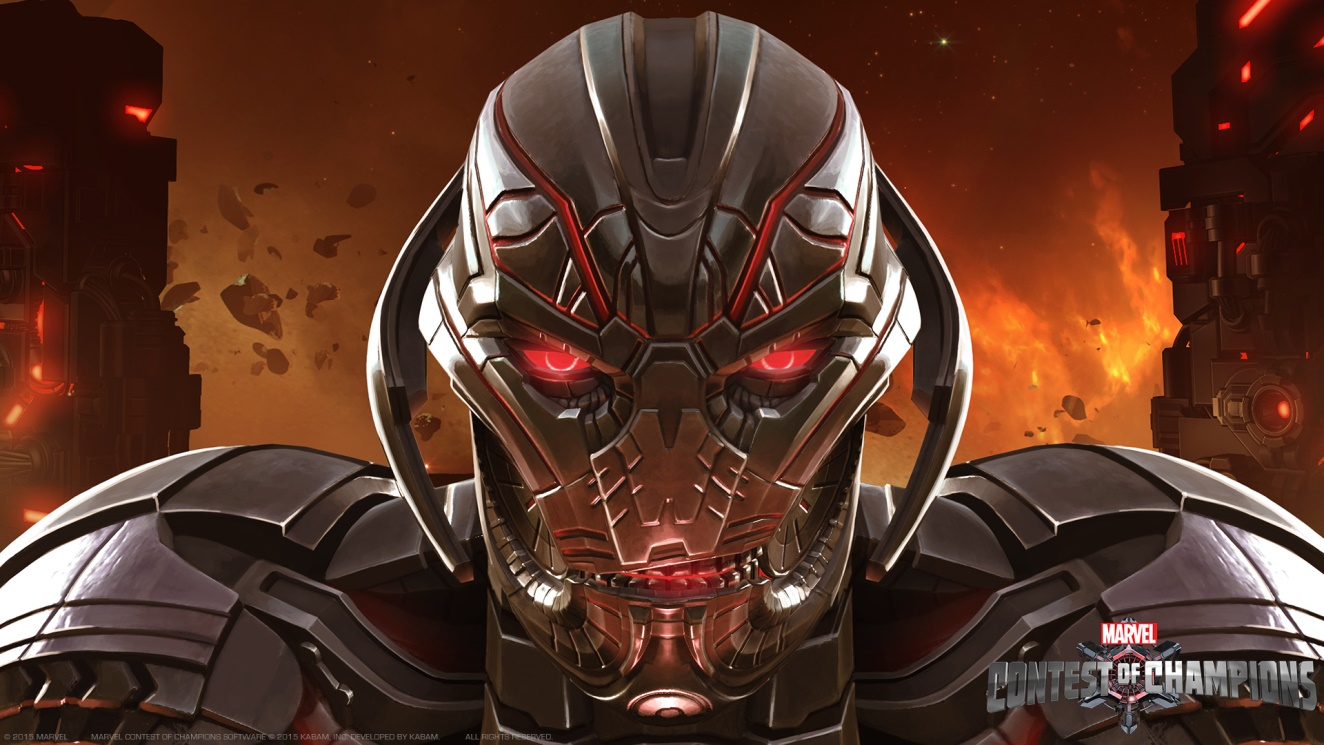 MARVEL
CONTEST OF CHAMPIONS
© 2015 MARVEL MARVEL CONTEST OF CHAMPIONS SOFTWARE © 2015 KABAM, INC. DEVELOPED BY KABAM. ALL RIGHTS RESERVED.